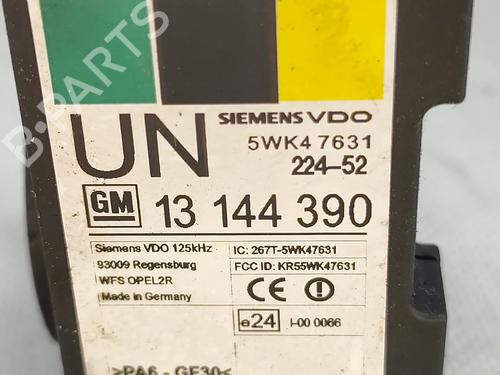 UN
SIEMENS VDO
5WK4 7631
224-52
GM 13 144 390
Siemens VDO 125kHz
93009 Regensburg
WFS OPEL2R
Made in Germany
IC: 267T-5WK47631
FCC ID: KR55WK47631
CE
e24 I-00 0066
>PA6 - GF30<
B-PARTS